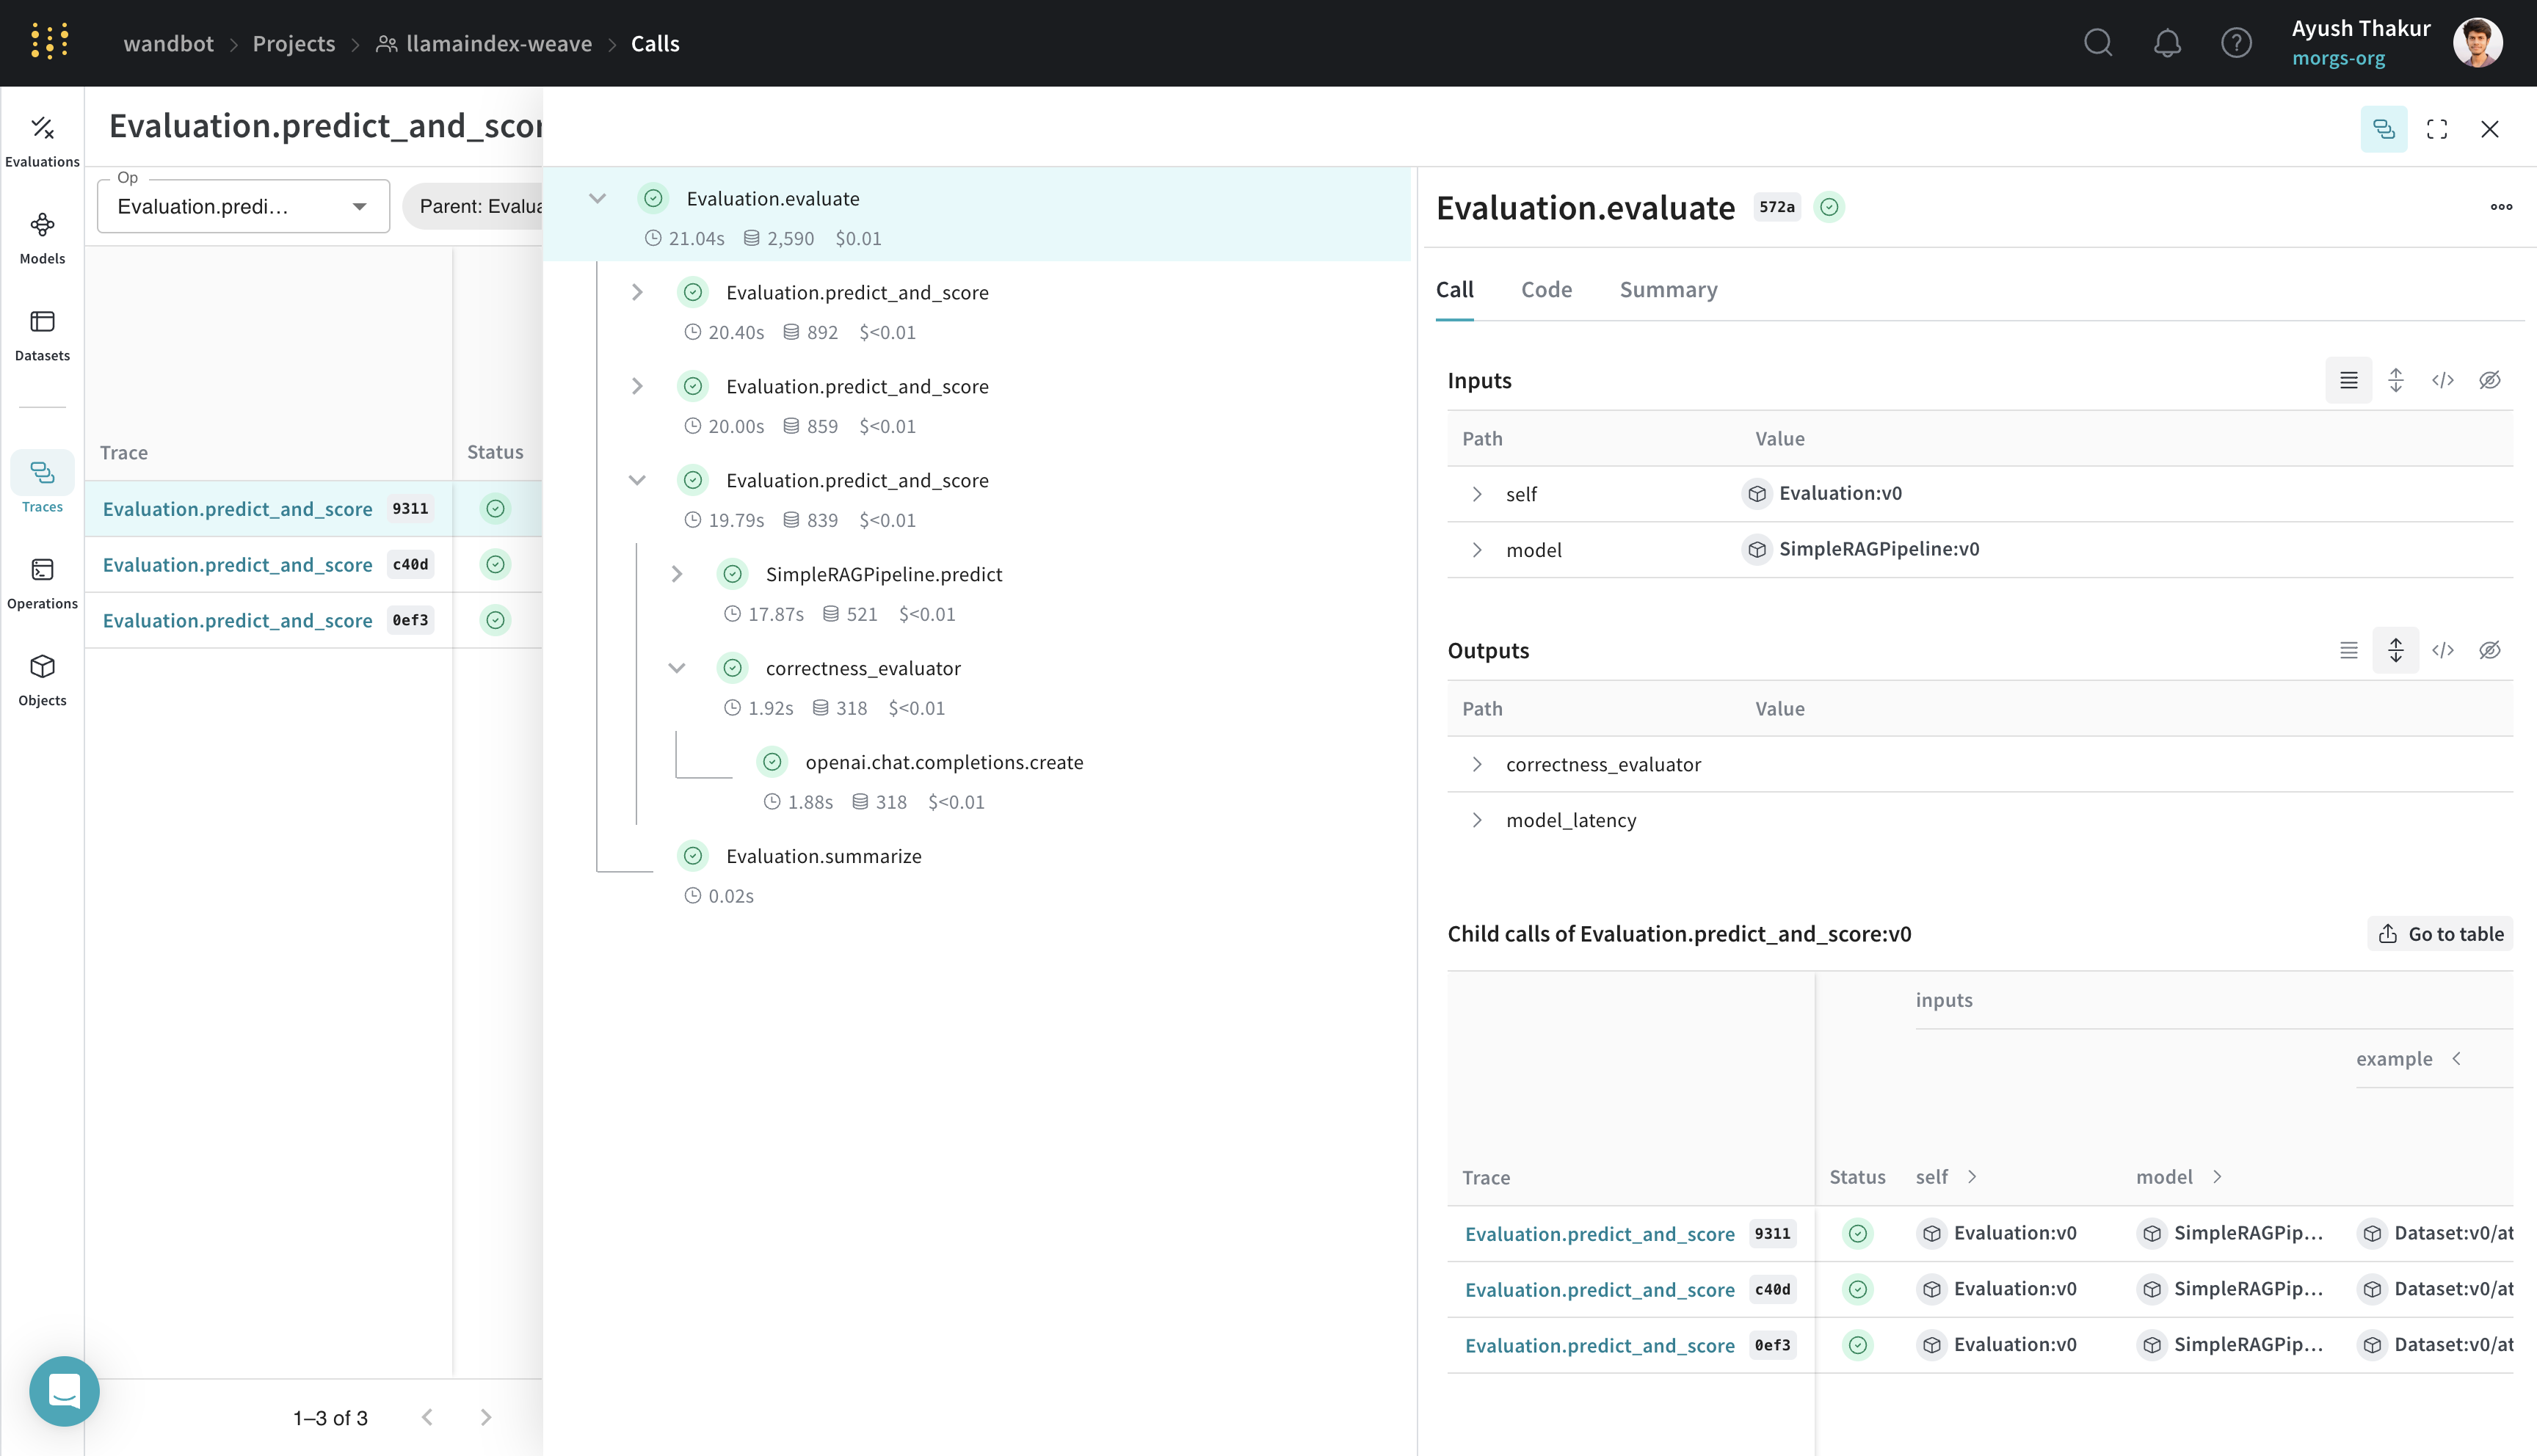 wandbot > Projects > llamaindex-weave > Calls
Ayush Thakur
morgs-org
Evaluations
Models
Datasets
Traces
Operations
Objects
Evaluation.predict_and_scor
Op
Evaluation.predi...
Parent: Evalua
Trace Status
Evaluation.predict_and_score 9311
Evaluation.predict_and_score c40d
Evaluation.predict_and_score 0ef3
1–3 of 3
Evaluation.evaluate
21.04s 2,590 $0.01
Evaluation.predict_and_score
20.40s 892 $<0.01
Evaluation.predict_and_score
20.00s 859 $<0.01
Evaluation.predict_and_score
19.79s 839 $<0.01
SimpleRAGPipeline.predict
17.87s 521 $<0.01
correctness_evaluator
1.92s 318 $<0.01
openai.chat.completions.create
1.88s 318 $<0.01
Evaluation.summarize
0.02s
Evaluation.evaluate 572a
Call Code Summary
Inputs
Path Value
self Evaluation:v0
model SimpleRAGPipeline:v0
Outputs
Path Value
correctness_evaluator
model_latency
Child calls of Evaluation.predict_and_score:v0
Go to table
inputs
example
Trace Status self model
Evaluation.predict_and_score 9311 Evaluation:v0 SimpleRAGPip... Dataset:v0/at
Evaluation.predict_and_score c40d Evaluation:v0 SimpleRAGPip... Dataset:v0/at
Evaluation.predict_and_score 0ef3 Evaluation:v0 SimpleRAGPip... Dataset:v0/at